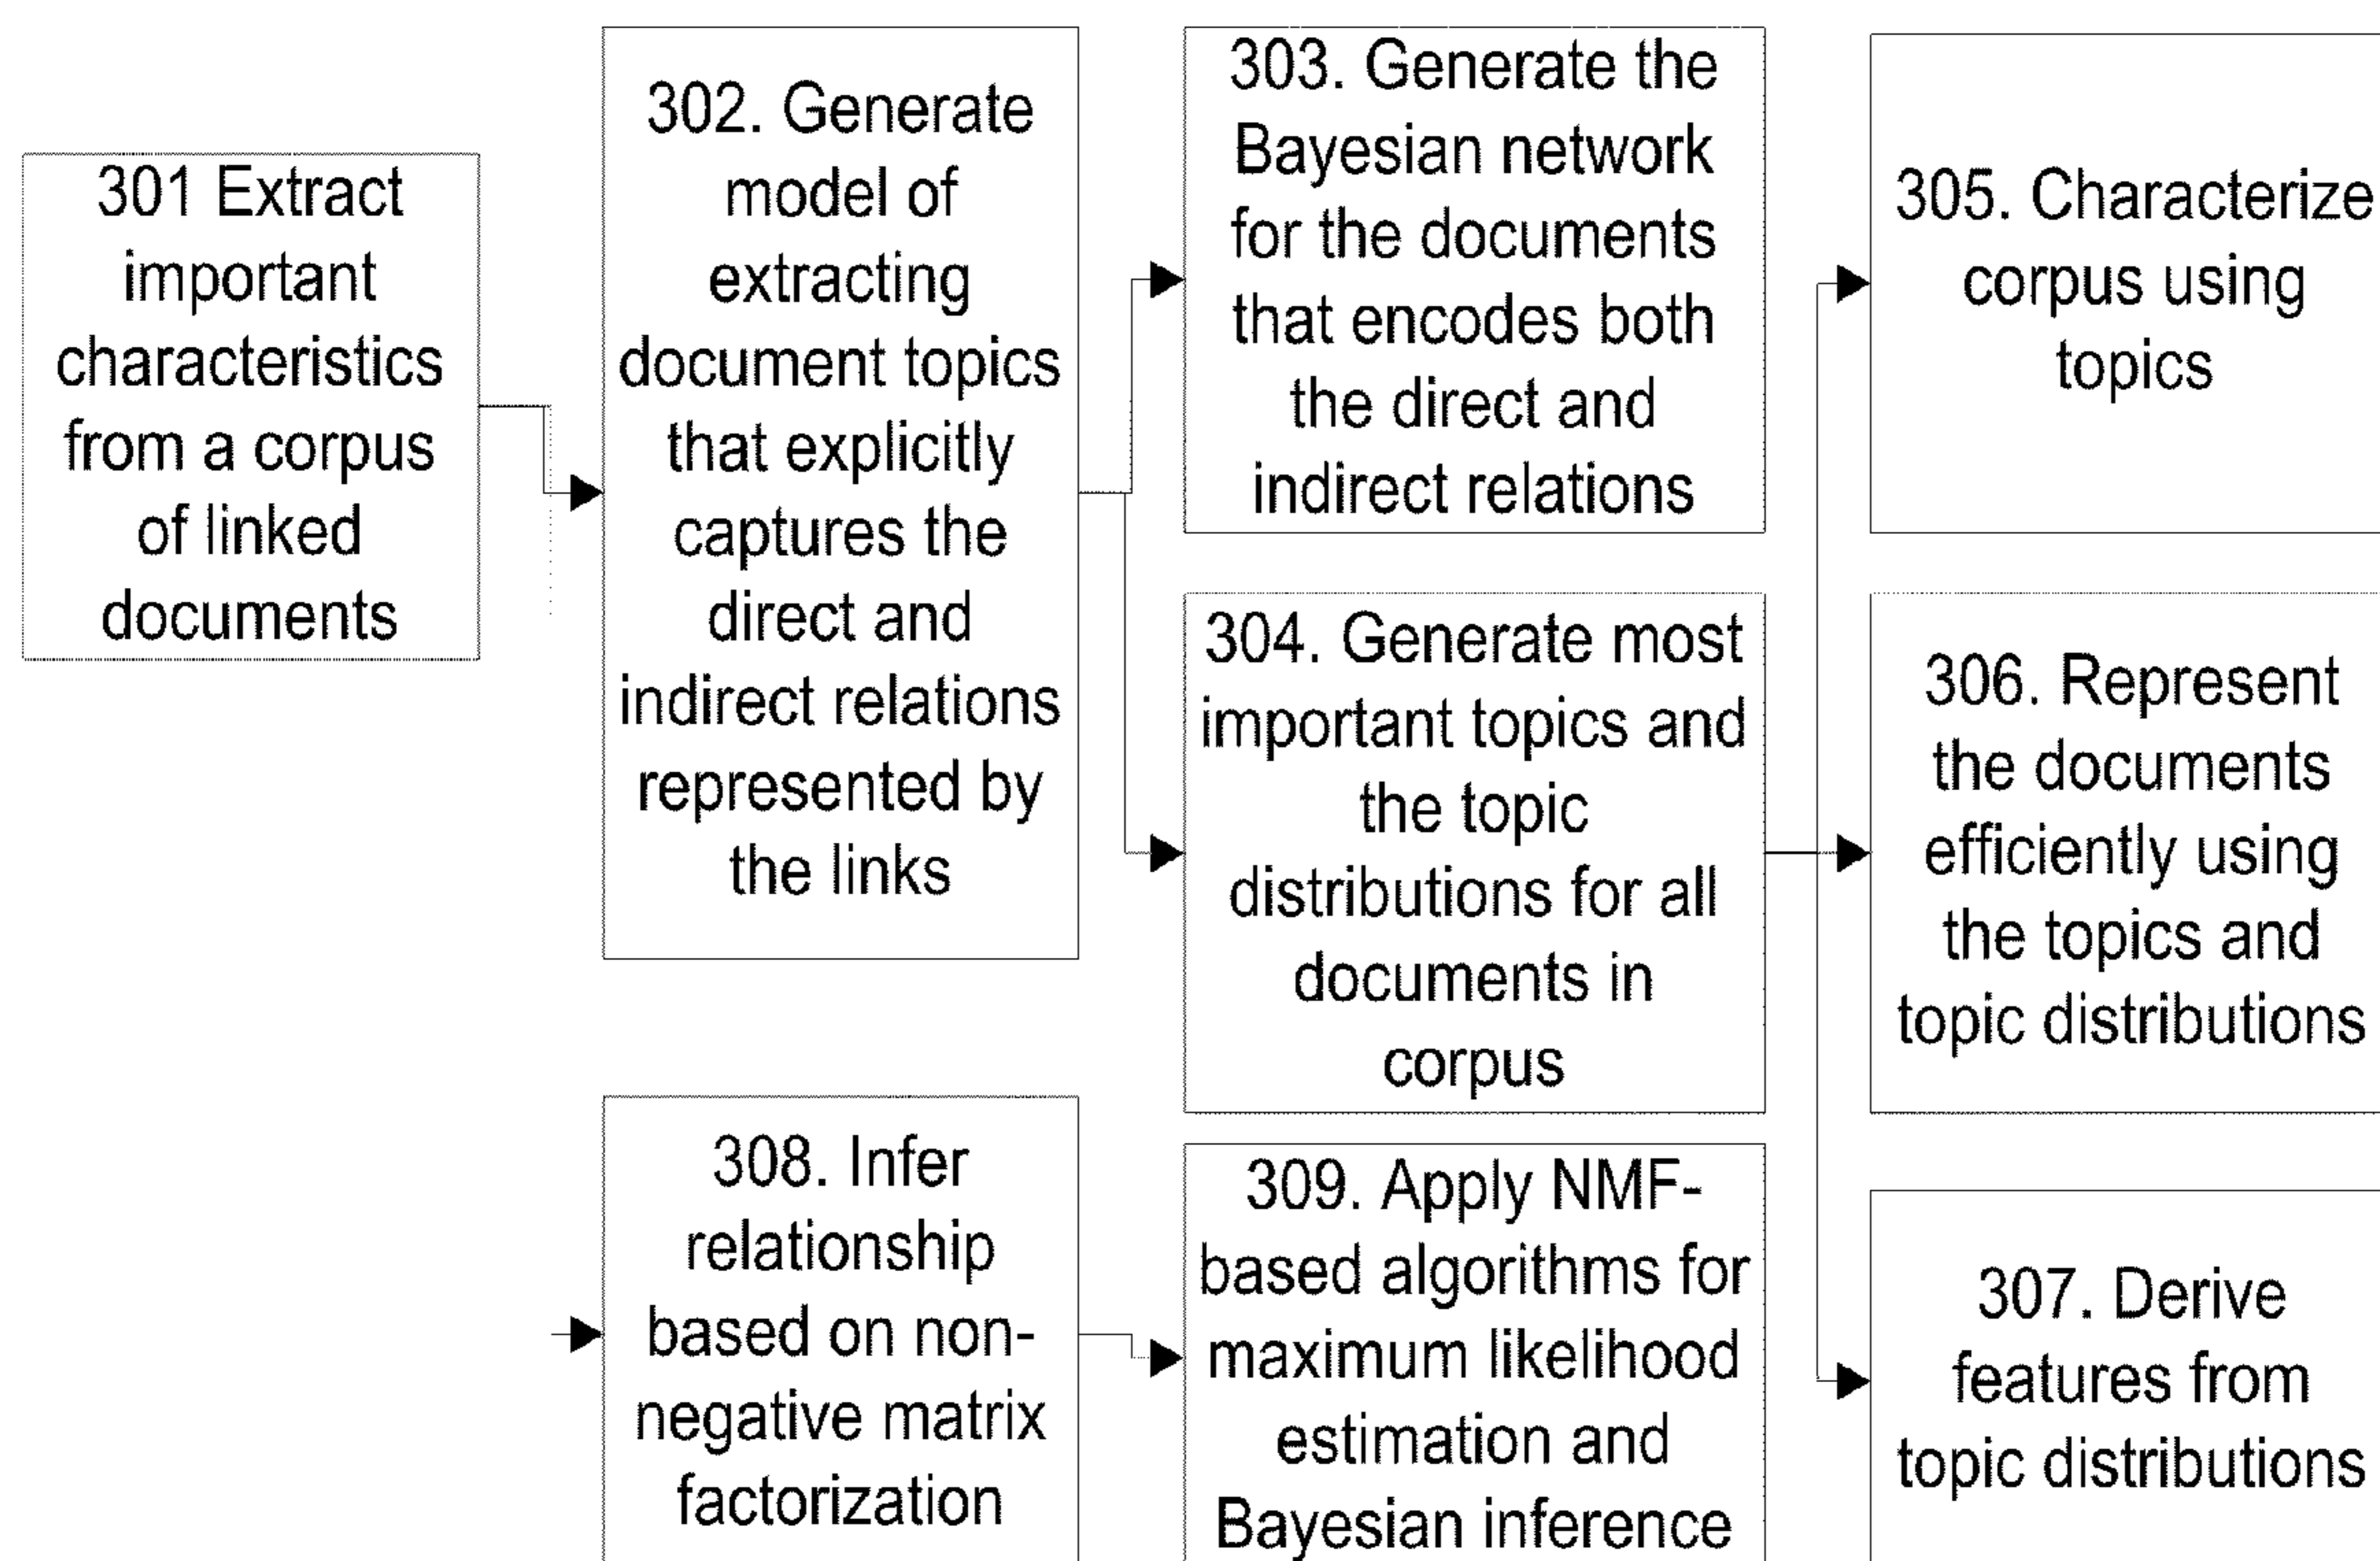 301 Extract
important
characteristics
from a corpus
of linked
documents
302. Generate
model of
extracting
document topics
that explicitly
captures the
direct and
indirect relations
represented by
the links
303. Generate the
Bayesian network
for the documents
that encodes both
the direct and
indirect relations
304. Generate most
important topics and
the topic
distributions for all
documents in
corpus
305. Characterize
corpus using
topics
306. Represent
the documents
efficiently using
the topics and
topic distributions
307. Derive
features from
topic distributions
308. Infer
relationship
based on non-
negative matrix
factorization
309. Apply NMF-
based algorithms for
maximum likelihood
estimation and
Bayesian inference